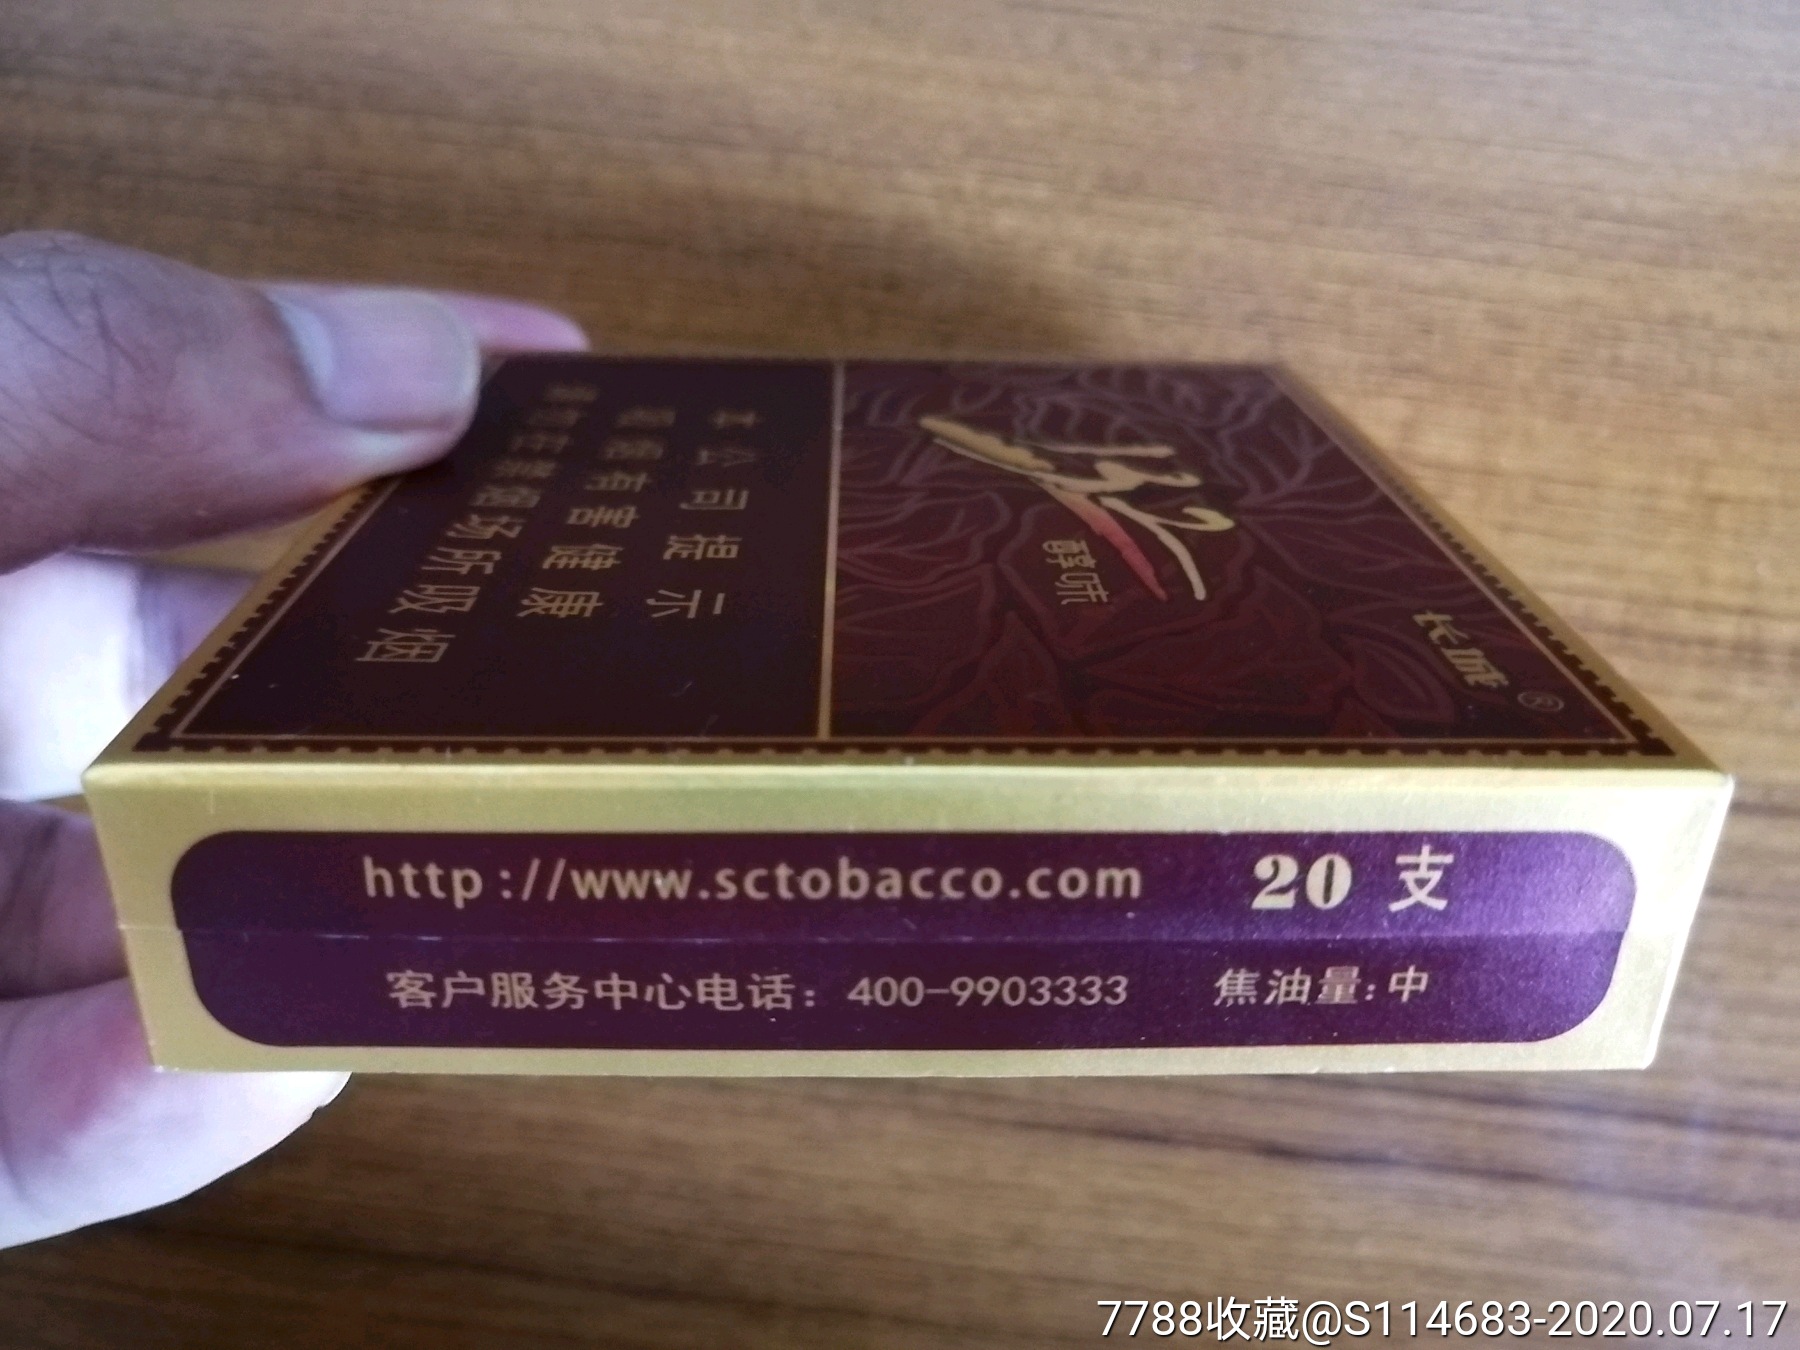 本公司提示
吸烟有害健康
请勿在禁烟场所吸烟
132
醇味
长城®
http://www.sctobacco.com 20支
客户服务中心电话：400-9903333 焦油量:中
7788收藏@S114683-2020.07.17